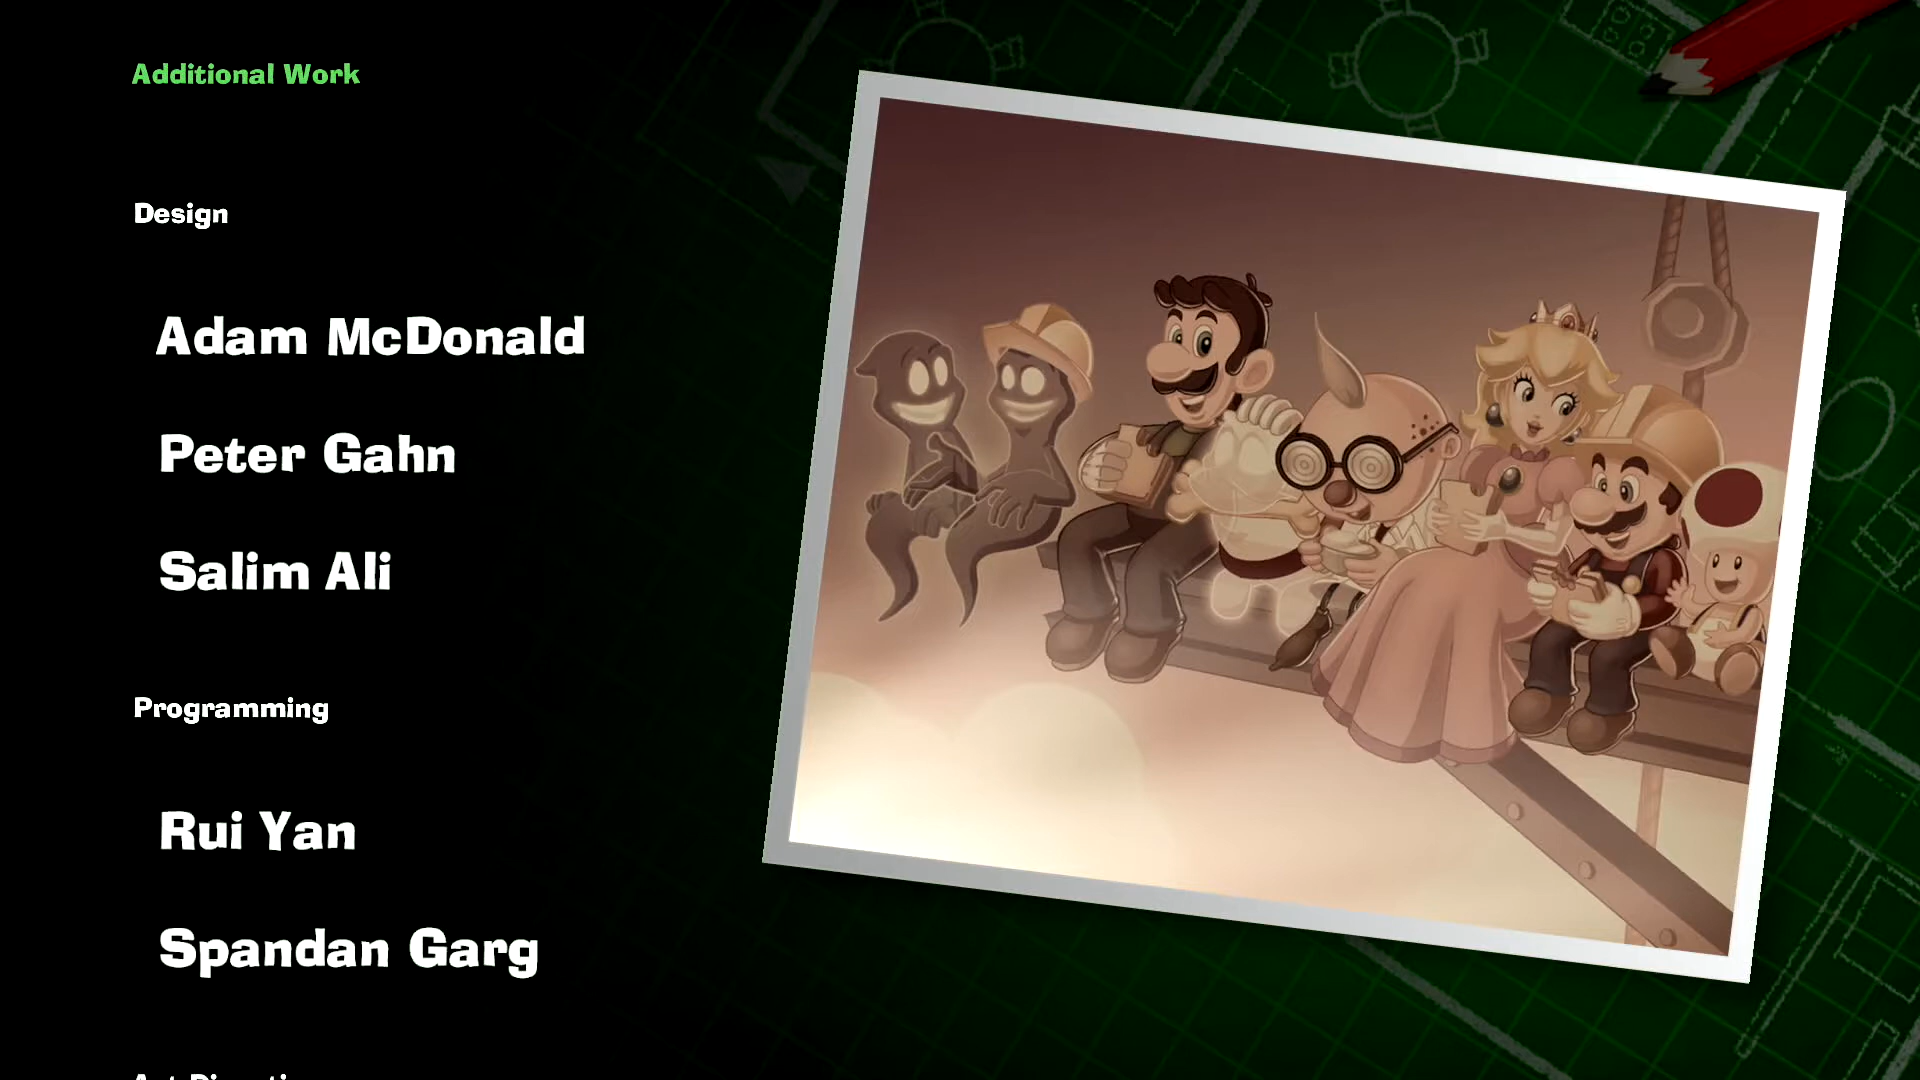 Additional Work
Design
Adam McDonald
Peter Gahn
Salim Ali
Programming
Rui Yan
Spandan Garg